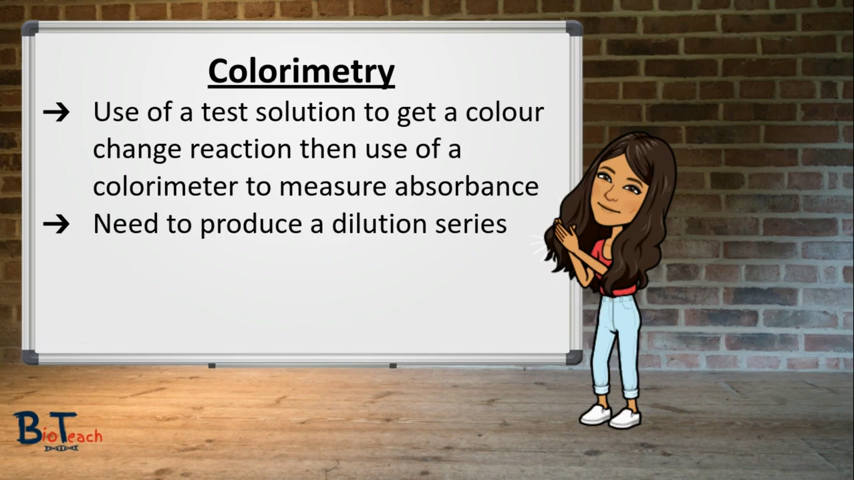 Colorimetry
➔ Use of a test solution to get a colour
change reaction then use of a
colorimeter to measure absorbance
➔ Need to produce a dilution series
BioTeach